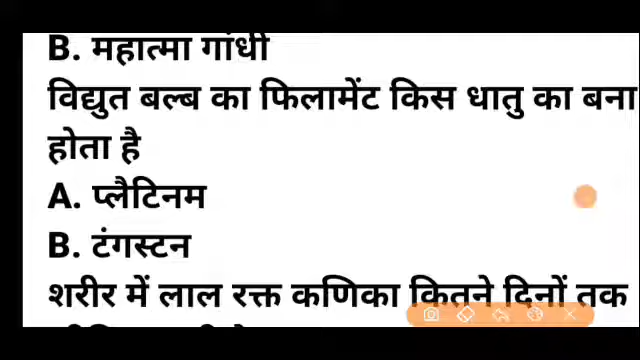 B. महात्मा गांधी
विद्युत बल्ब का फिलामेंट किस धातु का बना
होता है
A. प्लैटिनम
B. टंगस्टन
शरीर में लाल रक्त कणिका कितने दिनों तक